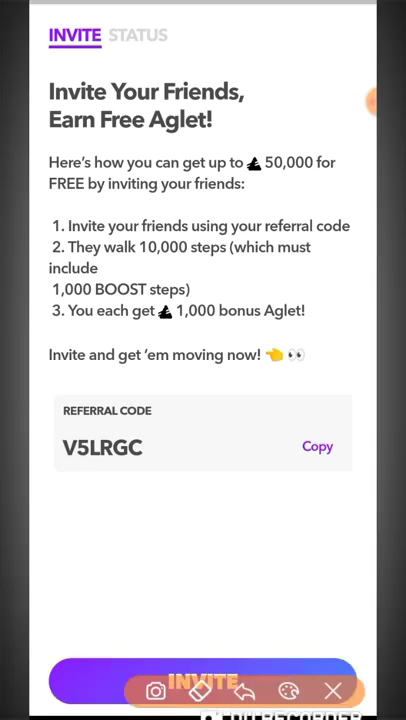 INVITE STATUS
Invite Your Friends,
Earn Free Aglet!
Here's how you can get up to 50,000 for
FREE by inviting your friends:
1. Invite your friends using your referral code
2. They walk 10,000 steps (which must
include
1,000 BOOST steps)
3. You each get 1,000 bonus Aglet!
Invite and get 'em moving now! 👈 👀
REFERRAL CODE
V5LRGC Copy
INVITE
DU RECORDER